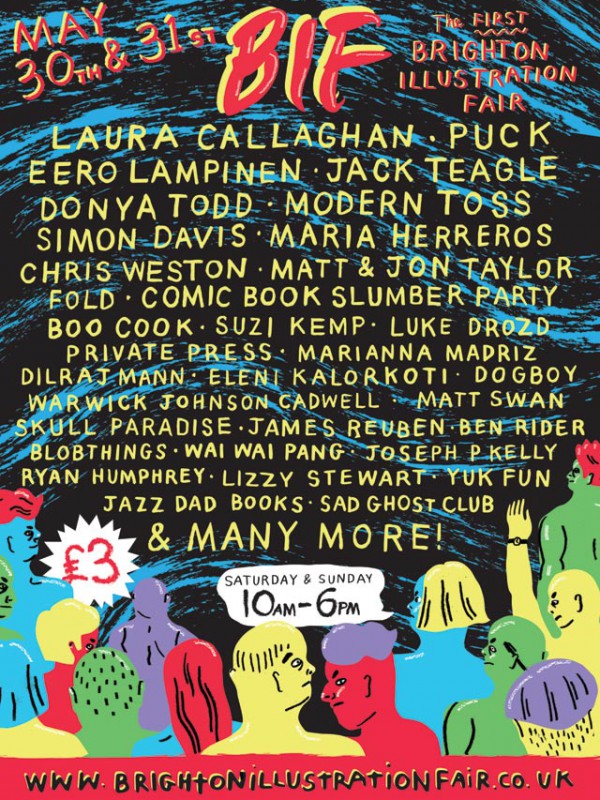 MAY
30TH & 31ST
BIF
The FIRST
BRIGHTON
ILLUSTRATION
FAIR
LAURA CALLAGHAN · PUCK
EERO LAMPINEN · JACK TEAGLE
DONYA TODD · MODERN TOSS
SIMON DAVIS · MARIA HERREROS
CHRIS WESTON · MATT & JON TAYLOR
FOLD · COMIC BOOK SLUMBER PARTY
BOO COOK · SUZI KEMP · LUKE DROZD
PRIVATE PRESS · MARIANNA MADRIZ
DILRAJ MANN · ELENI KALORKOTI · DOGBOY
WARWICK JOHNSON CADWELL · MATT SWAN
SKULL PARADISE · JAMES REUBEN · BEN RIDER
BLOBTHINGS · WAI WAI PANG · JOSEPH P KELLY
RYAN HUMPHREY · LIZZY STEWART · YUK FUN
JAZZ DAD BOOKS · SAD GHOST CLUB
& MANY MORE!
£3
SATURDAY & SUNDAY
10AM-6PM
WWW.BRIGHTONILLUSTRATIONFAIR.CO.UK